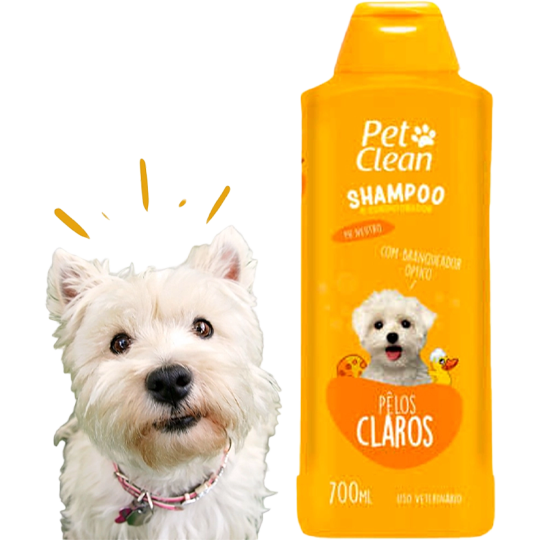 Pet
Clean
SHAMPOO
E CONDICIONADOR
PH NEUTRO
COM BRANQUEADOR
ÓPTICO
PÊLOS
CLAROS
700ML
USO VETERINÁRIO